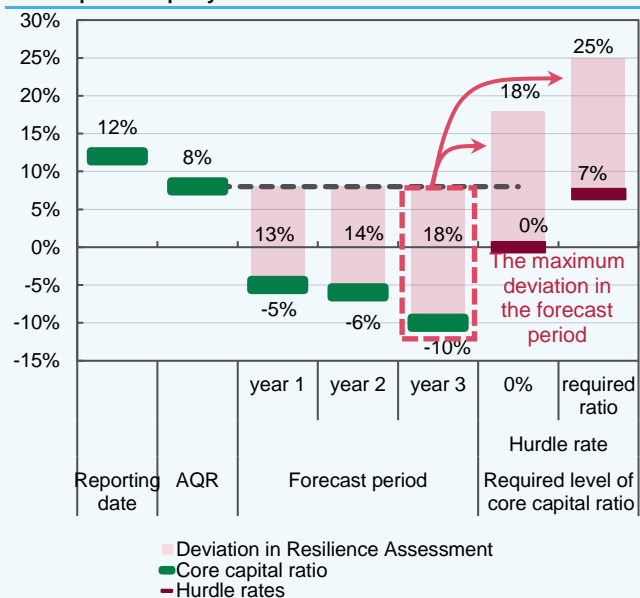 30%
25%
20%
15%
10%
5%
0%
-5%
-10%
-15%
12%
8%
13%
14%
18%
-5%
-6%
-10%
18%
25%
0%
7%
The maximum
deviation in
the forecast
period
year 1
year 2
year 3
0%
required
ratio
Hurdle rate
Reporting
date
AQR
Forecast period
Required level of
core capital ratio
Deviation in Resilience Assessment
Core capital ratio
Hurdle rates